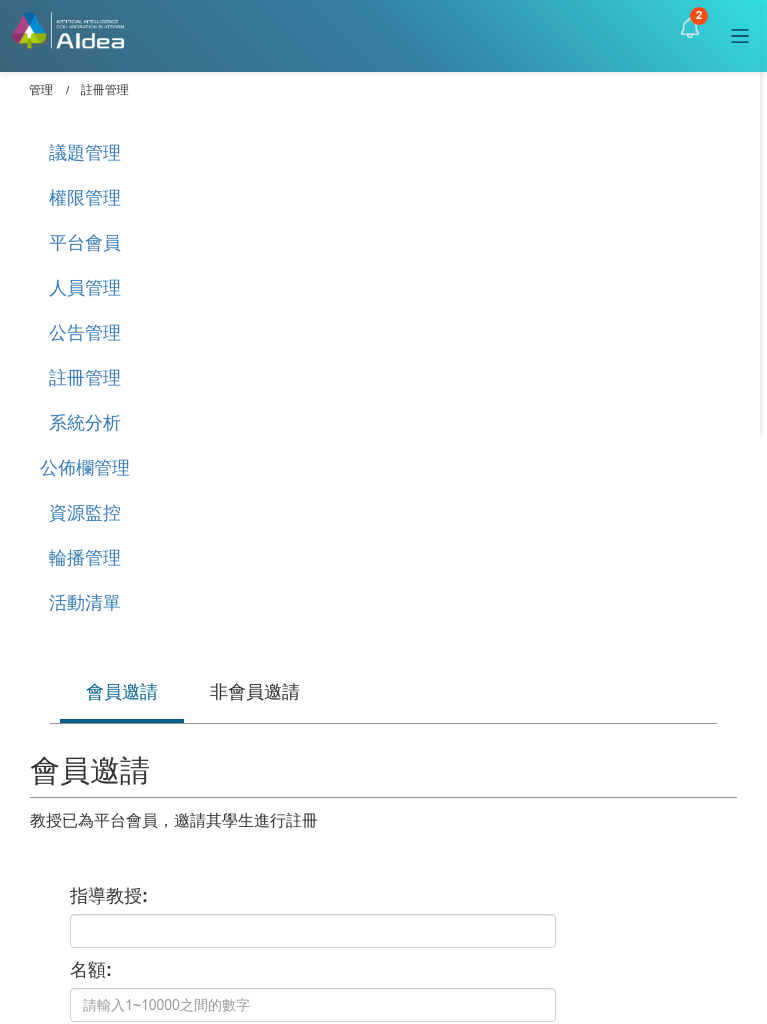 ARTIFICIAL INTELLIGENCE
COLLABORATION PLATFORM
AIdea
2
管理 / 註冊管理
議題管理
權限管理
平台會員
人員管理
公告管理
註冊管理
系統分析
公佈欄管理
資源監控
輪播管理
活動清單
會員邀請 非會員邀請
會員邀請
教授已為平台會員，邀請其學生進行註冊
指導教授:
名額:
請輸入1~10000之間的數字